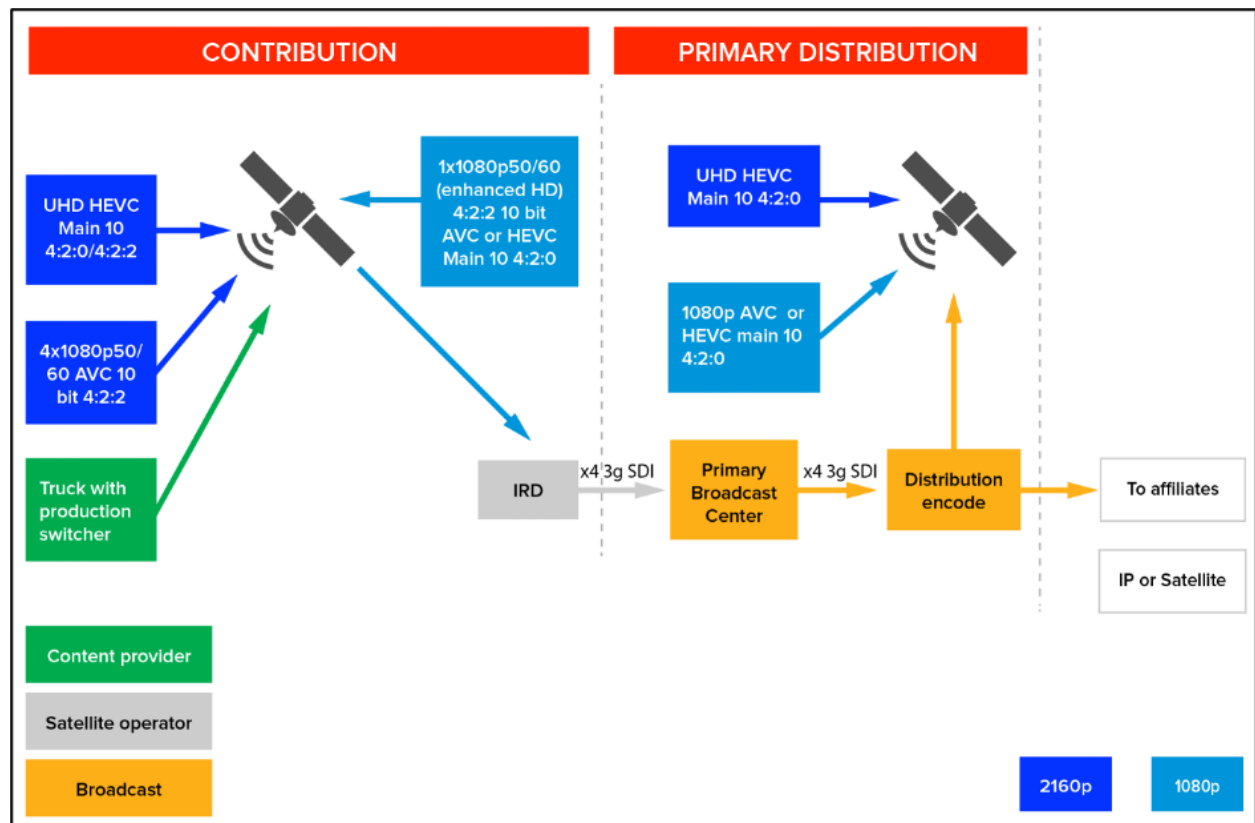 CONTRIBUTION
PRIMARY DISTRIBUTION
UHD HEVC
Main 10
4:2:0/4:2:2
4x1080p50/
60 AVC 10
bit 4:2:2
Truck with
production
switcher
1x1080p50/60
(enhanced HD)
4:2:2 10 bit
AVC or HEVC
Main 10 4:2:0
IRD
x4 3g SDI
UHD HEVC
Main 10 4:2:0
1080p AVC or
HEVC main 10
4:2:0
Primary
Broadcast
Center
x4 3g SDI
Distribution
encode
To affiliates
IP or Satellite
Content provider
Satellite operator
Broadcast
2160p
1080p